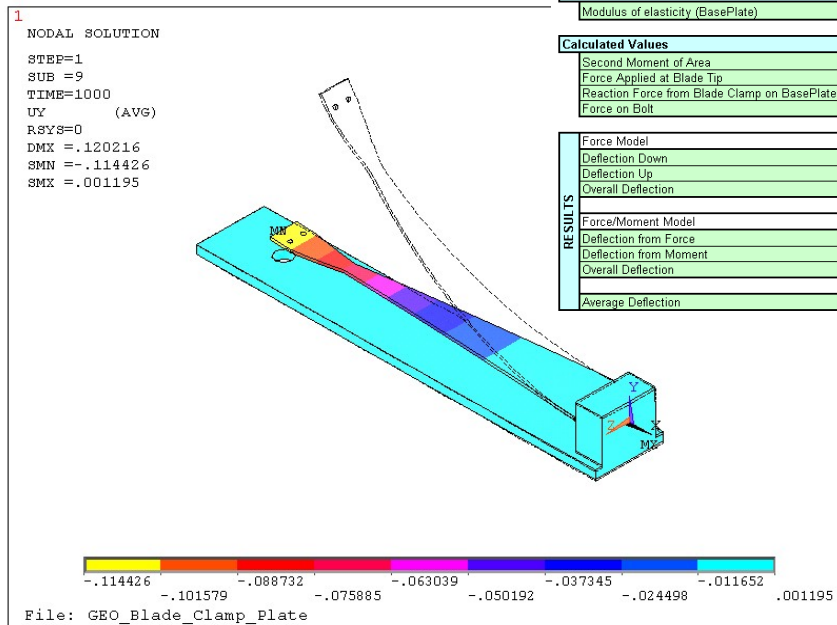 1
NODAL SOLUTION
STEP=1
SUB =9
TIME=1000
UY (AVG)
RSYS=0
DMX =.120216
SMN =-.114426
SMX =.001195
MN
Y
Z
X
MX
-.114426
-.101579
-.088732
-.075885
-.063039
-.050192
-.037345
-.024498
-.011652
.001195
File: GEO_Blade_Clamp_Plate
Modulus of elasticity (BasePlate)
Calculated Values
Second Moment of Area
Force Applied at Blade Tip
Reaction Force from Blade Clamp on BasePlate
Force on Bolt
RESULTS
Force Model
Deflection Down
Deflection Up
Overall Deflection
Force/Moment Model
Deflection from Force
Deflection from Moment
Overall Deflection
Average Deflection